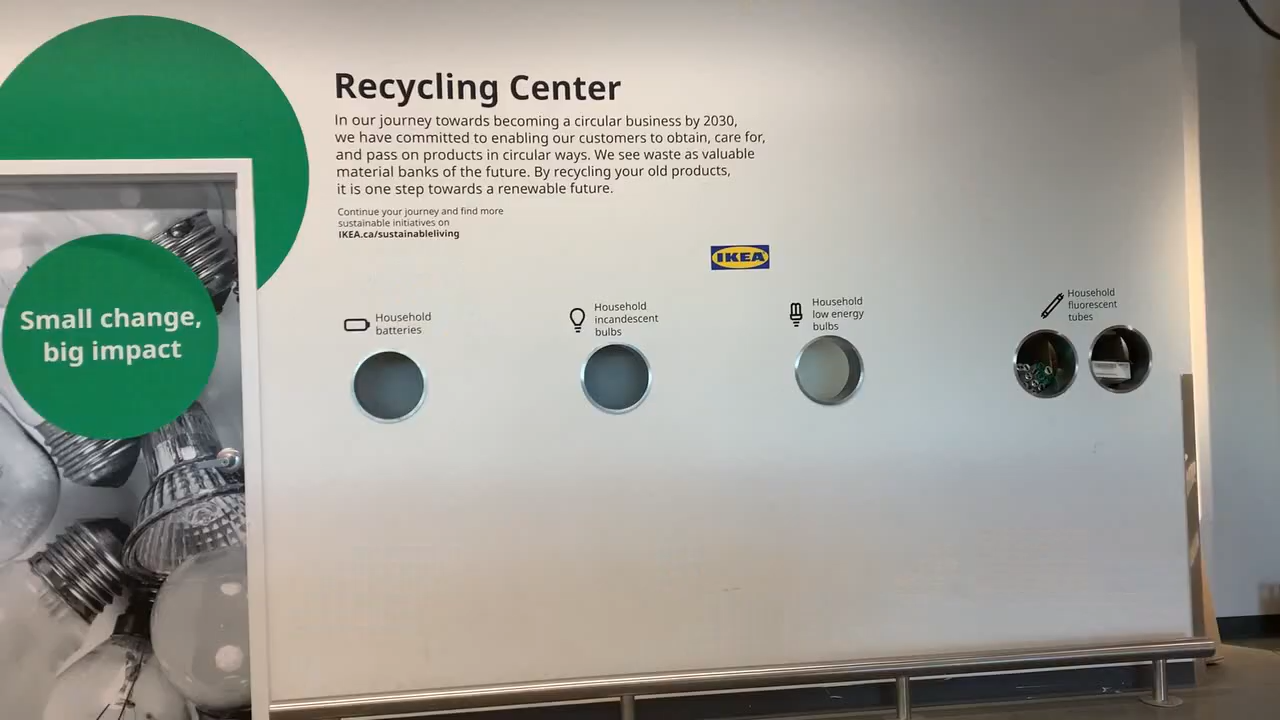 Recycling Center
In our journey towards becoming a circular business by 2030,
we have committed to enabling our customers to obtain, care for,
and pass on products in circular ways. We see waste as valuable
material banks of the future. By recycling your old products,
it is one step towards a renewable future.
Continue your journey and find more
sustainable initiatives on
IKEA.ca/sustainableliving
IKEA
Small change,
big impact
Household
batteries
Household
incandescent
bulbs
Household
low energy
bulbs
Household
fluorescent
tubes